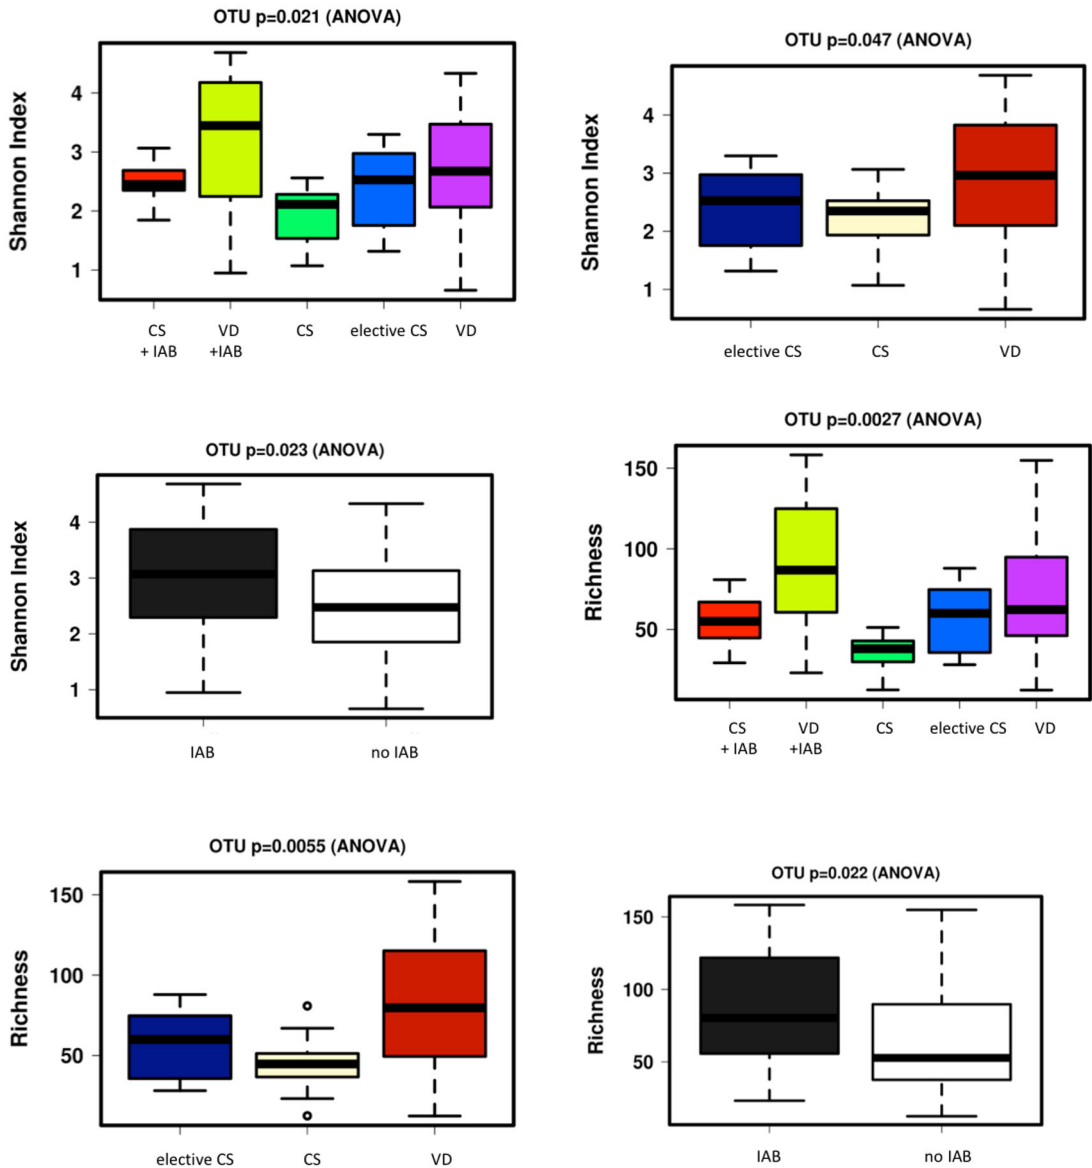 OTU p=0.021 (ANOVA)
Shannon Index
4
3
2
1
CS VD CS elective CS VD
+ IAB +IAB
OTU p=0.047 (ANOVA)
Shannon Index
4
3
2
1
elective CS CS VD
OTU p=0.023 (ANOVA)
Shannon Index
4
3
2
1
IAB no IAB
OTU p=0.0027 (ANOVA)
Richness
150
100
50
CS VD CS elective CS VD
+ IAB +IAB
OTU p=0.0055 (ANOVA)
Richness
150
100
50
elective CS CS VD
OTU p=0.022 (ANOVA)
Richness
150
100
50
IAB no IAB